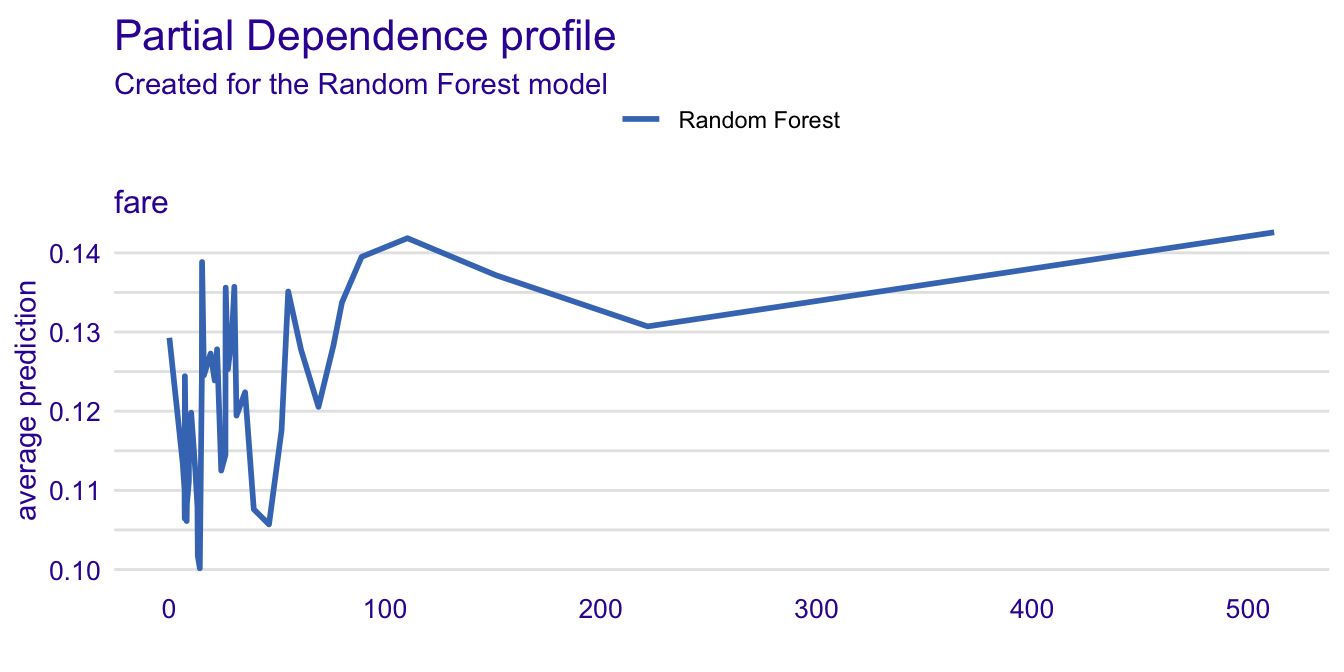 Partial Dependence profile
Created for the Random Forest model
Random Forest
fare
average prediction
0.14
0.13
0.12
0.11
0.10
0 100 200 300 400 500